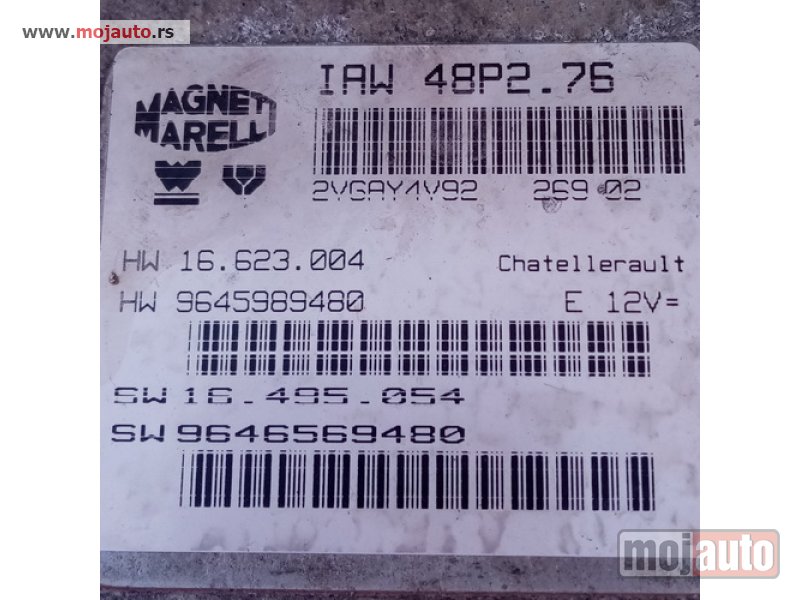 www.mojauto.rs
IAW 48P2.76
MAGNETI
MARELLI
2VGAY4V92 269 02
HW 16.623.004 Chatellerault
HW 9645989480 E 12V=
SW 16.495.054
SW 9646569480
mojauto